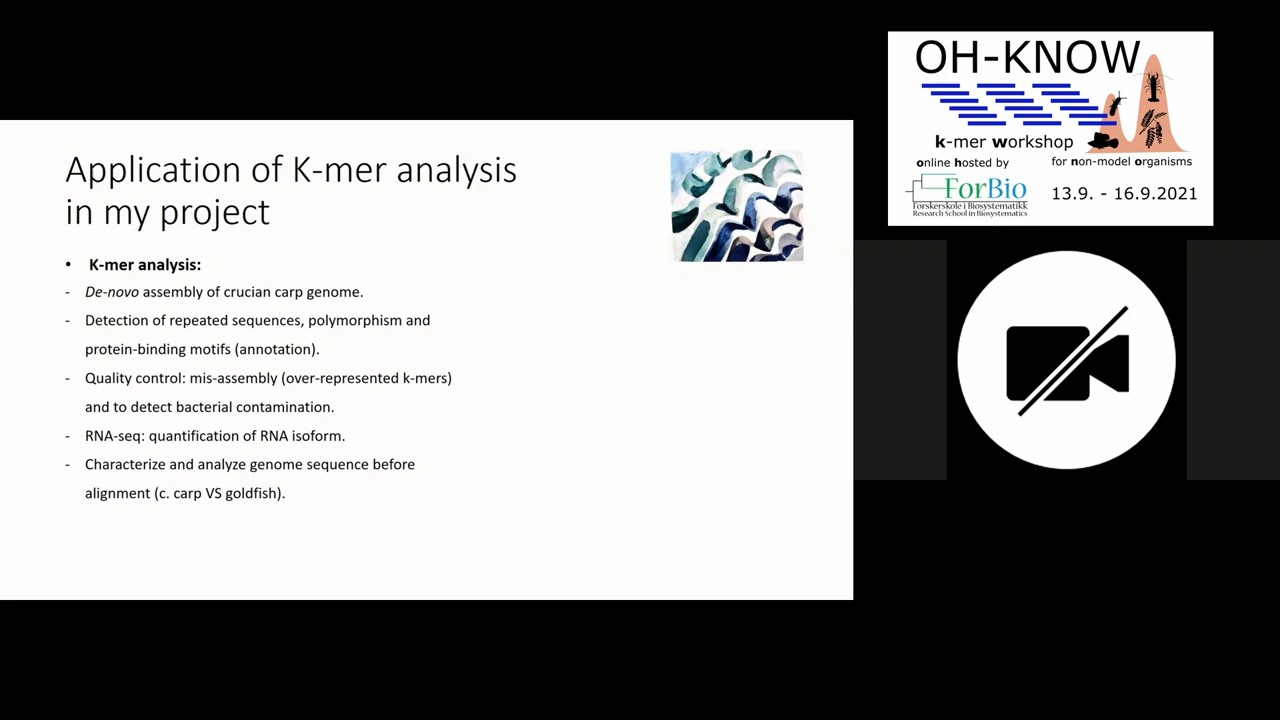 Application of K-mer analysis
in my project
• K-mer analysis:
- De-novo assembly of crucian carp genome.
- Detection of repeated sequences, polymorphism and
protein-binding motifs (annotation).
- Quality control: mis-assembly (over-represented k-mers)
and to detect bacterial contamination.
- RNA-seq: quantification of RNA isoform.
- Characterize and analyze genome sequence before
alignment (c. carp VS goldfish).
OH-KNOW
k-mer workshop
online hosted by
for non-model organisms
ForBio
Forskerskole i Biosystematikk
Research School in Biosystematics
13.9. - 16.9.2021